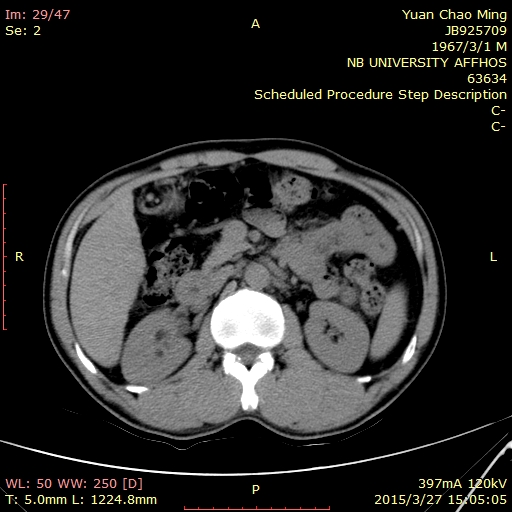 Im: 29/47
Se: 2
A
Yuan Chao Ming
JB925709
1967/3/1 M
NB UNIVERSITY AFFHOS
63634
Scheduled Procedure Step Description
C-
C-
R
L
WL: 50 WW: 250 [D]
T: 5.0mm L: 1224.8mm
P
397mA 120kV
2015/3/27 15:05:05